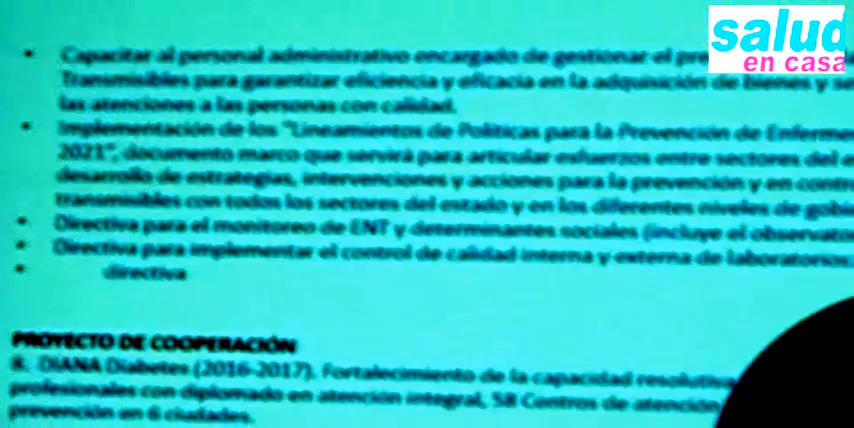 salud
en casa
• Capacitar al personal administrativo encargado de gestionar el
Transmisibles para garantizar eficiencia y eficacia en la adquisición de bienes y
las atenciones a las personas con calidad.
• Implementación de los "Lineamientos de Políticas para la Prevención de
2021", documento marco que servirá para articular esfuerzos entre sectores del
desarrollo de estrategias, intervenciones y acciones para la prevención y en
transmisibles con todos los sectores del estado y en los diferentes niveles de
• Directiva para el monitoreo de ENT y determinantes sociales (incluye el
• Directiva para implementar el control de calidad interna y externa de laboratorios.
• directiva
PROYECTO DE COOPERACIÓN
DIANA Diabetes (2016-2017). Fortalecimiento de la capacidad resolutiva
profesionales con diplomado en atención integral, 58 Centros de atención
prevención en 6 ciudades.